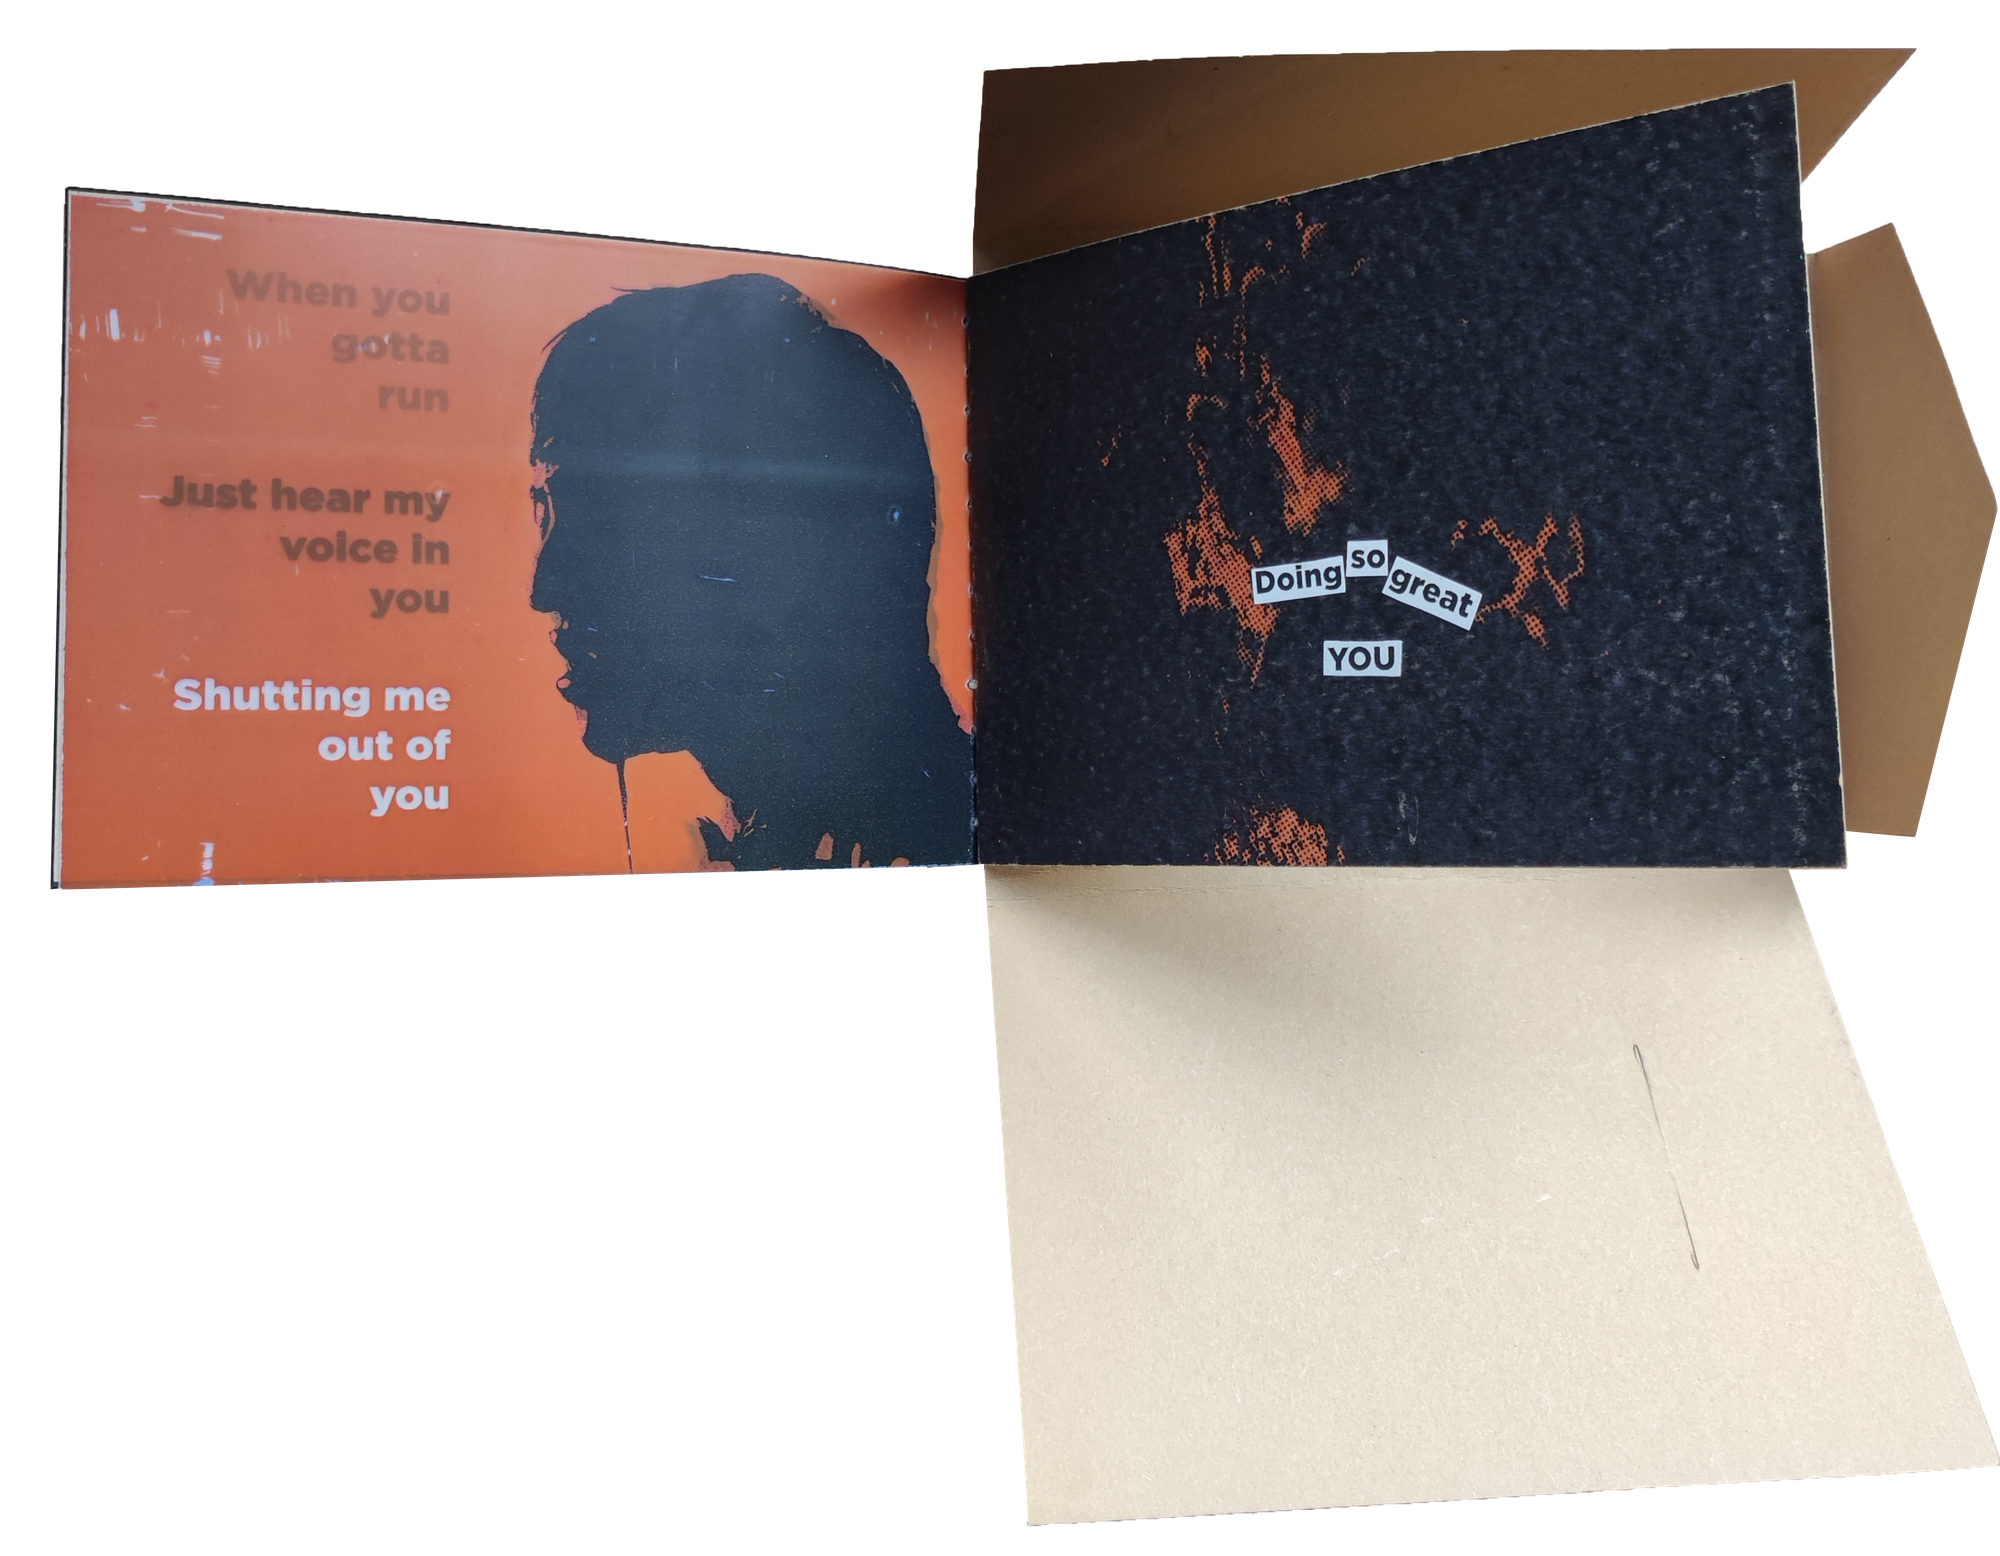 When you
gotta
run
Just hear my
voice in
you
Shutting me
out of
you
Doing so great
YOU